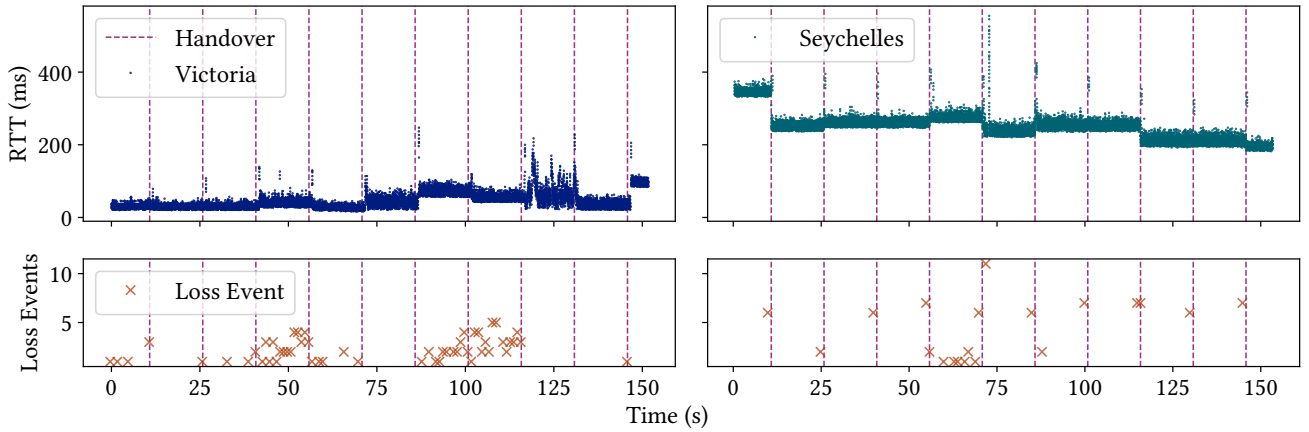 Handover
Victoria
Seychelles
RTT (ms)
400
200
0
Loss Event
Loss Events
10
5
0 25 50 75 100 125 150
0 25 50 75 100 125 150
Time (s)